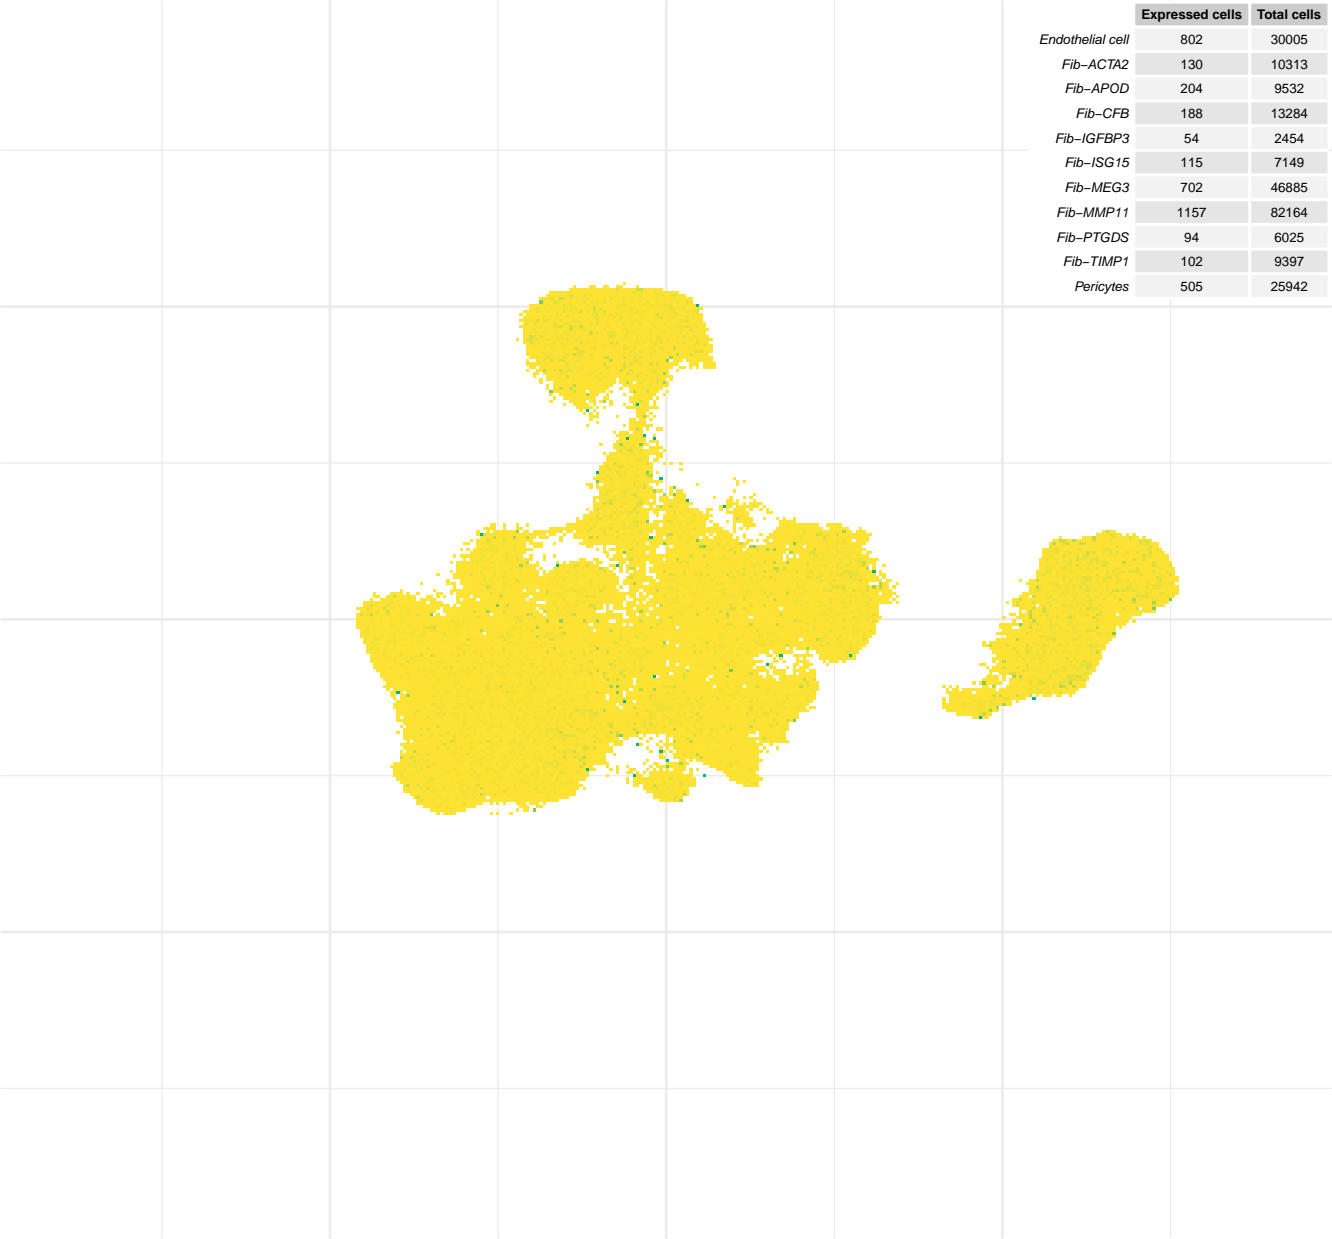 Expressed cells Total cells
Endothelial cell 802 30005
Fib−ACTA2 130 10313
Fib−APOD 204 9532
Fib−CFB 188 13284
Fib−IGFBP3 54 2454
Fib−ISG15 115 7149
Fib−MEG3 702 46885
Fib−MMP11 1157 82164
Fib−PTGDS 94 6025
Fib−TIMP1 102 9397
Pericytes 505 25942